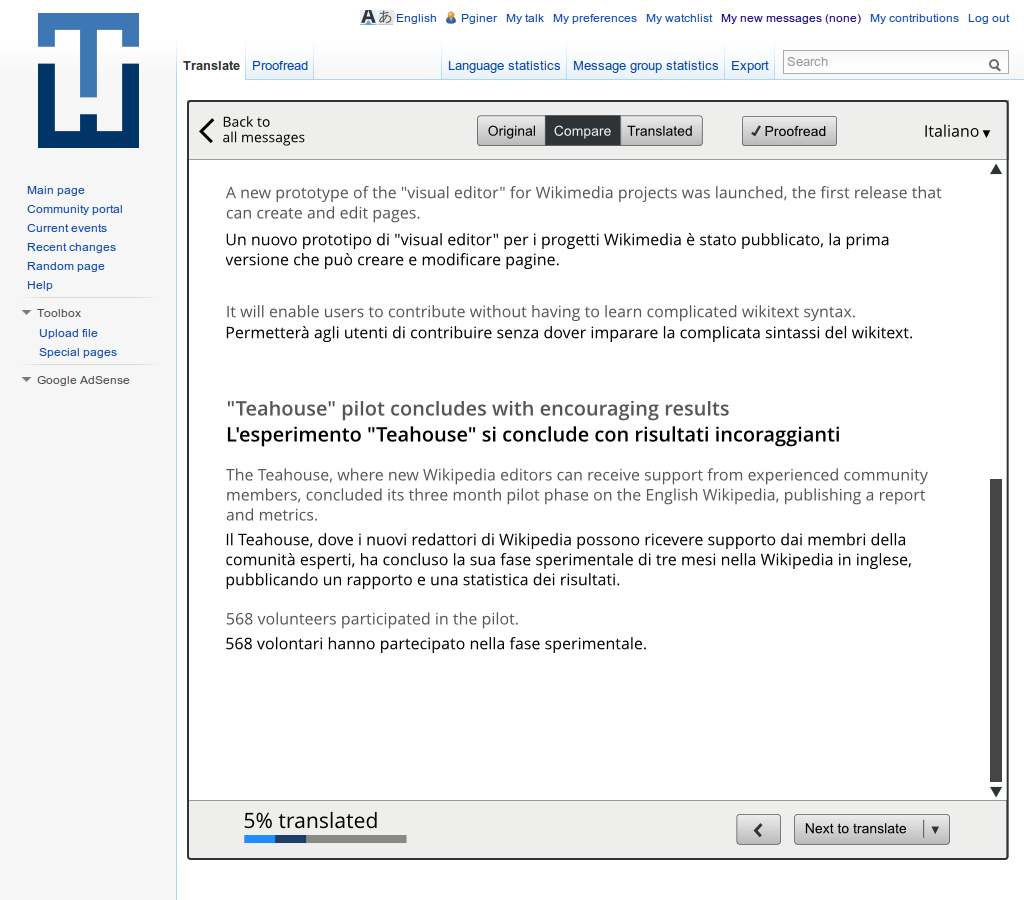 Aあ English Pginer My talk My preferences My watchlist My new messages (none) My contributions Log out
Translate Proofread Language statistics Message group statistics Export Search
Main page
Community portal
Current events
Recent changes
Random page
Help
Toolbox
Upload file
Special pages
Google AdSense
Back to
all messages
Original Compare Translated ✓Proofread Italiano ▾
A new prototype of the "visual editor" for Wikimedia projects was launched, the first release that
can create and edit pages.
Un nuovo prototipo di "visual editor" per i progetti Wikimedia è stato pubblicato, la prima
versione che può creare e modificare pagine.
It will enable users to contribute without having to learn complicated wikitext syntax.
Permetterà agli utenti di contribuire senza dover imparare la complicata sintassi del wikitext.
"Teahouse" pilot concludes with encouraging results
L'esperimento "Teahouse" si conclude con risultati incoraggianti
The Teahouse, where new Wikipedia editors can receive support from experienced community
members, concluded its three month pilot phase on the English Wikipedia, publishing a report
and metrics.
Il Teahouse, dove i nuovi redattori di Wikipedia possono ricevere supporto dai membri della
comunità esperti, ha concluso la sua fase sperimentale di tre mesi nella Wikipedia in inglese,
pubblicando un rapporto e una statistica dei risultati.
568 volunteers participated in the pilot.
568 volontari hanno partecipato nella fase sperimentale.
5% translated
Next to translate ▾